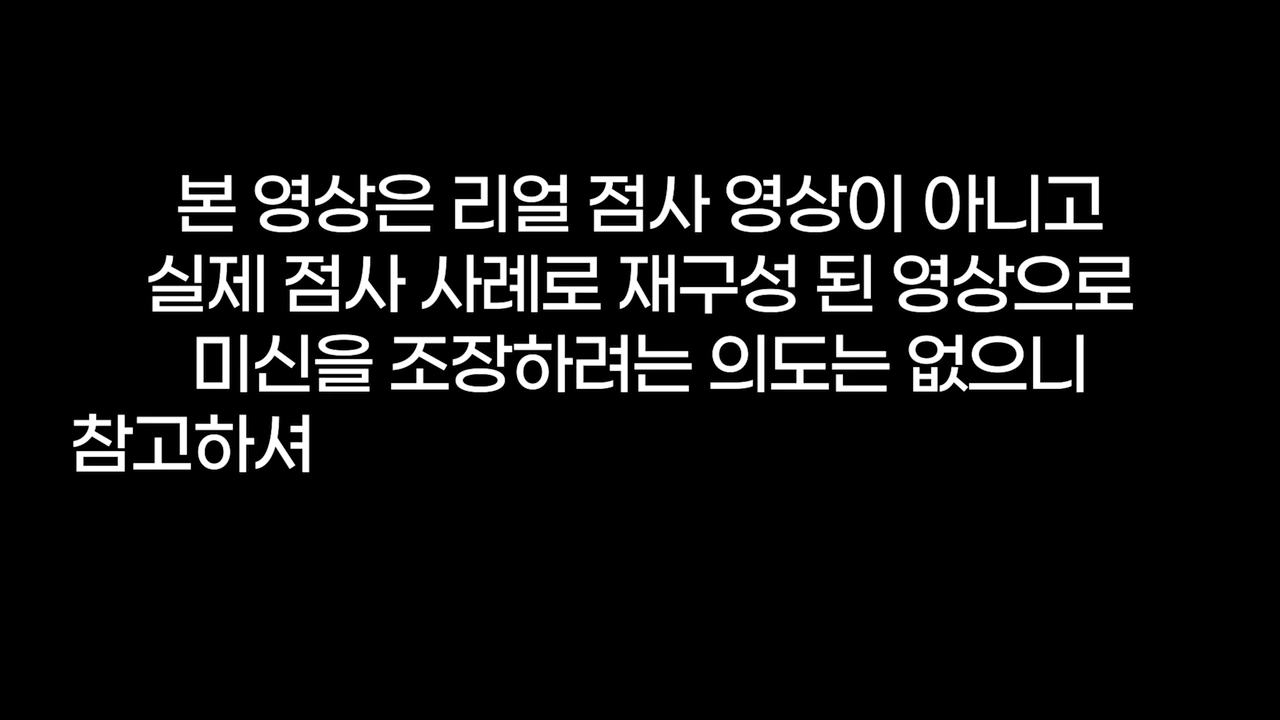 본 영상은 리얼 점사 영상이 아니고
실제 점사 사례로 재구성 된 영상으로
미신을 조장하려는 의도는 없으니
참고하셔